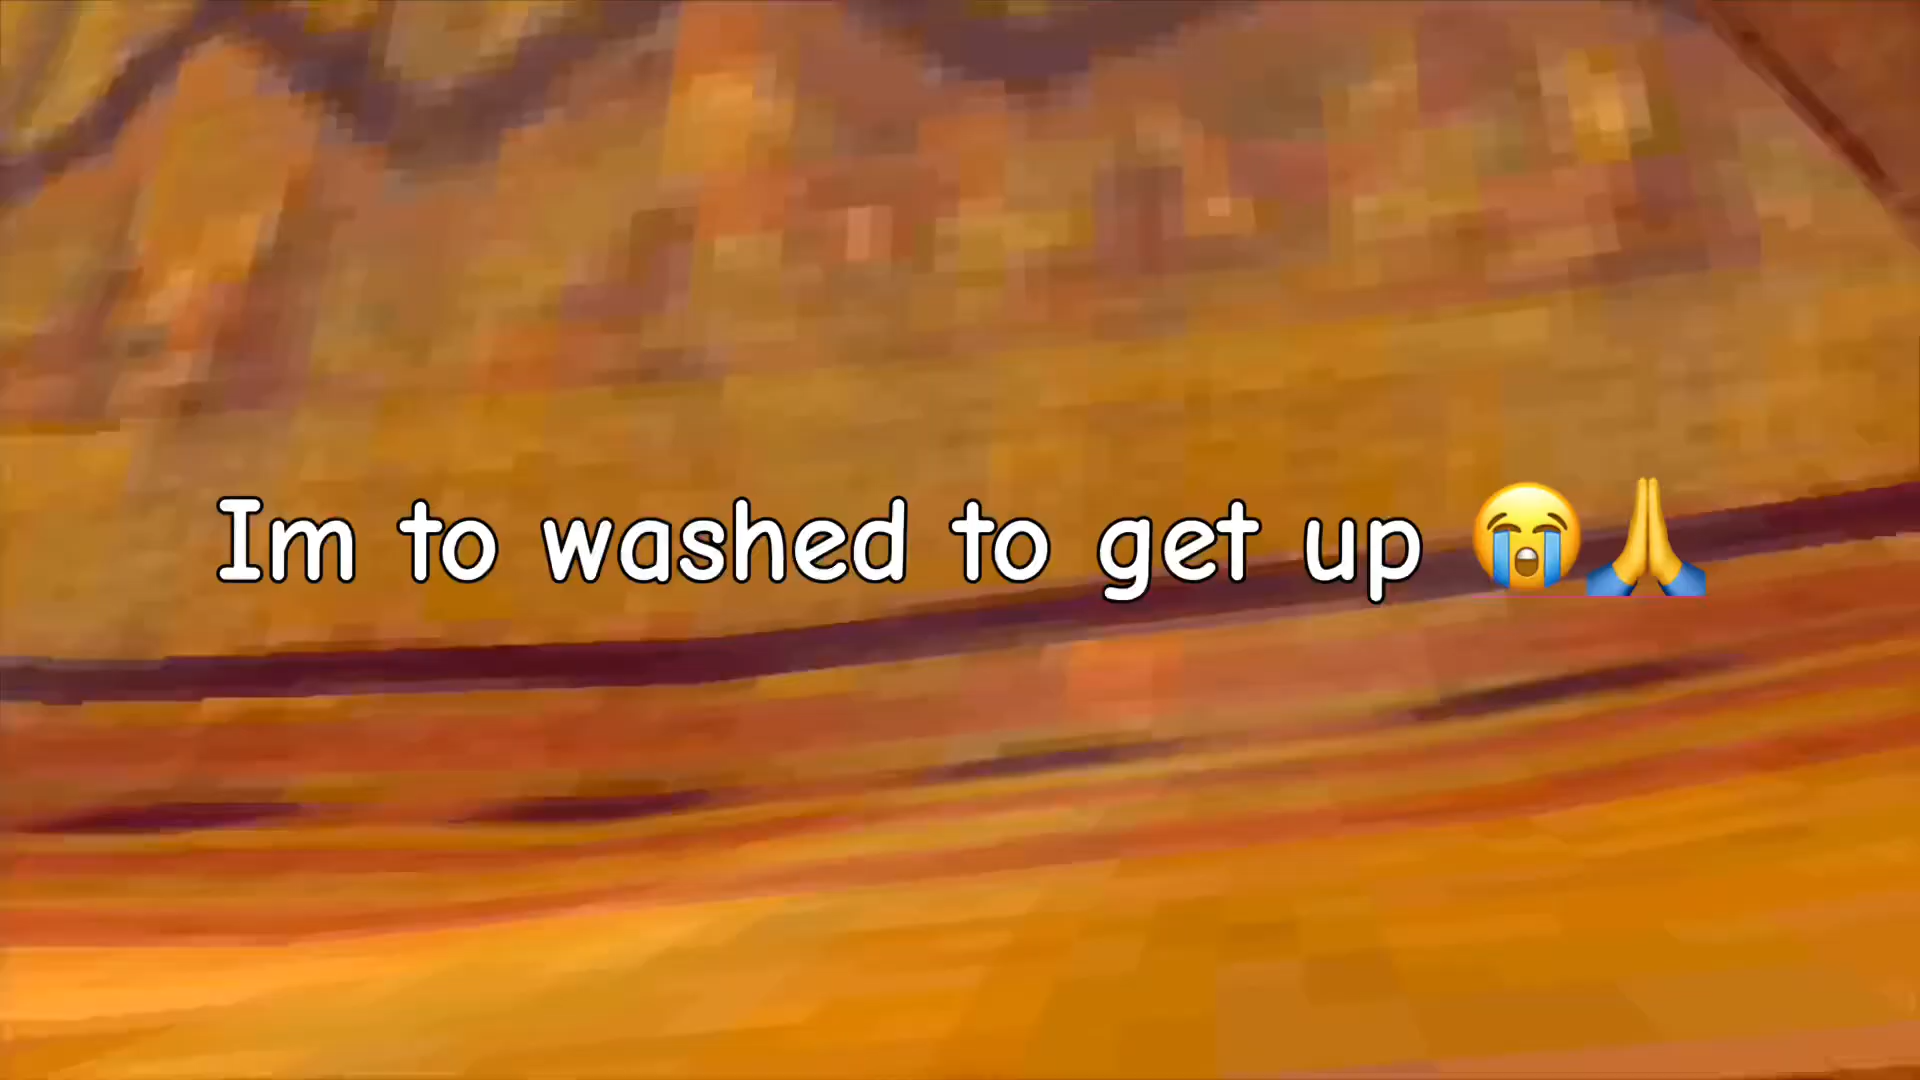 Im to washed to get up 😭🙏